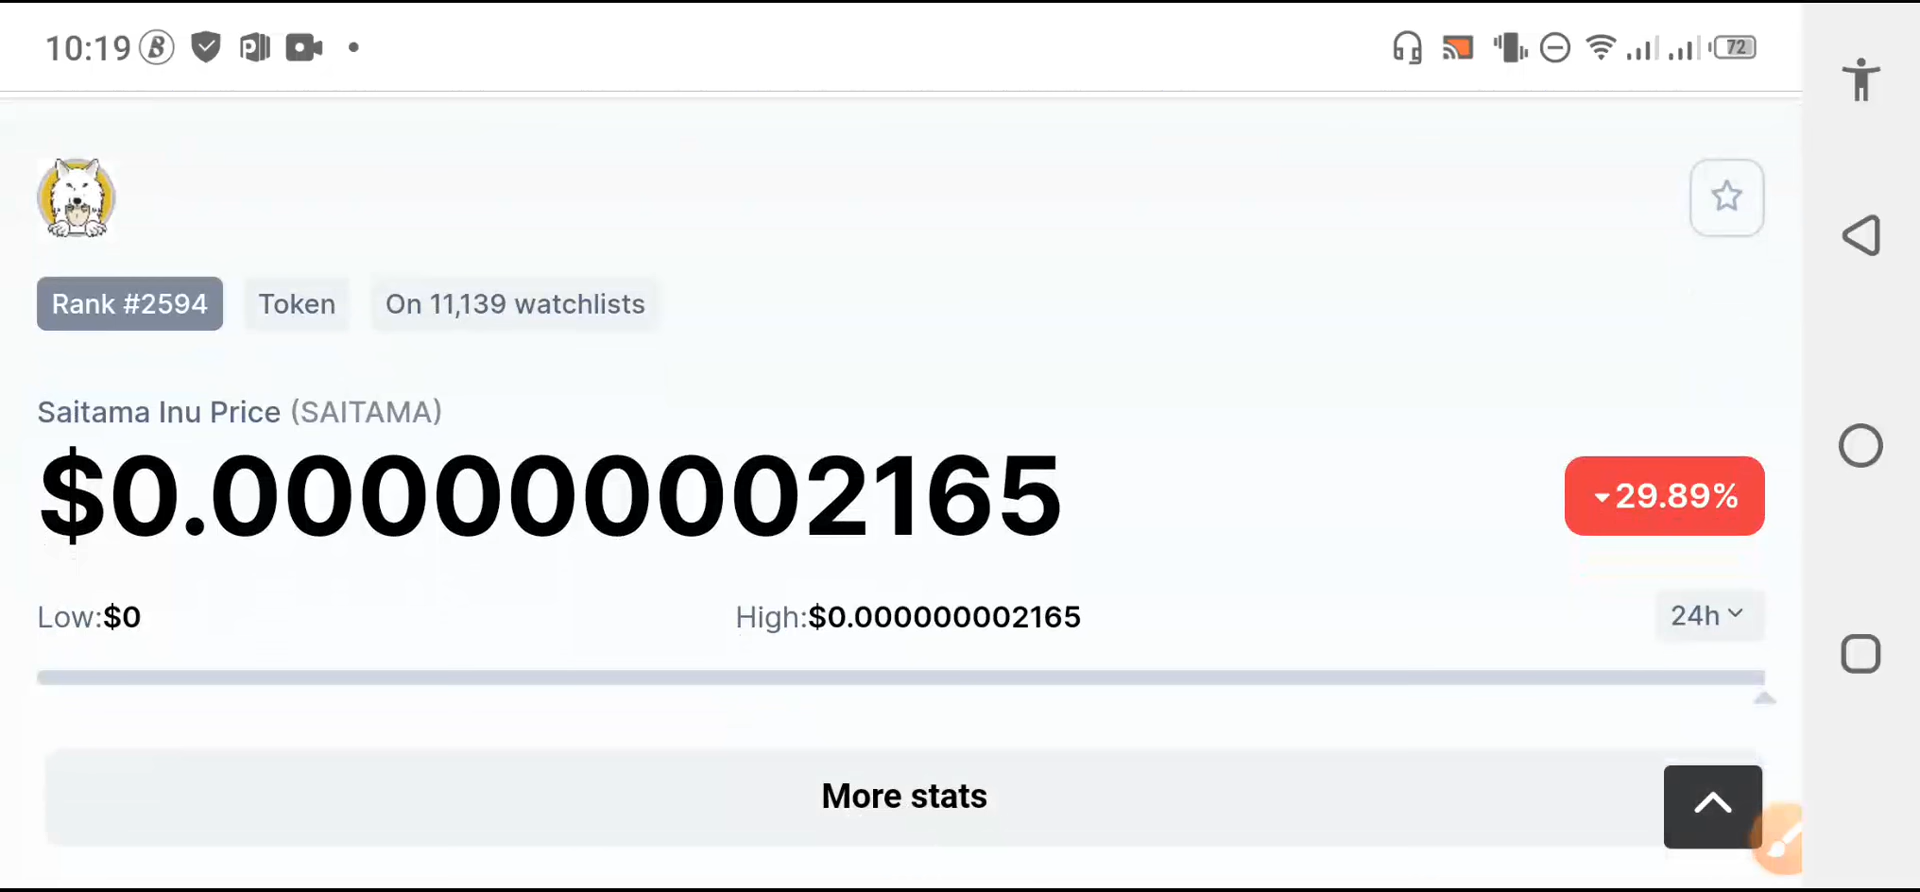 10:19
72
Rank #2594 Token On 11,139 watchlists
Saitama Inu Price (SAITAMA)
$0.000000002165 29.89%
Low:$0 High:$0.000000002165 24h
More stats